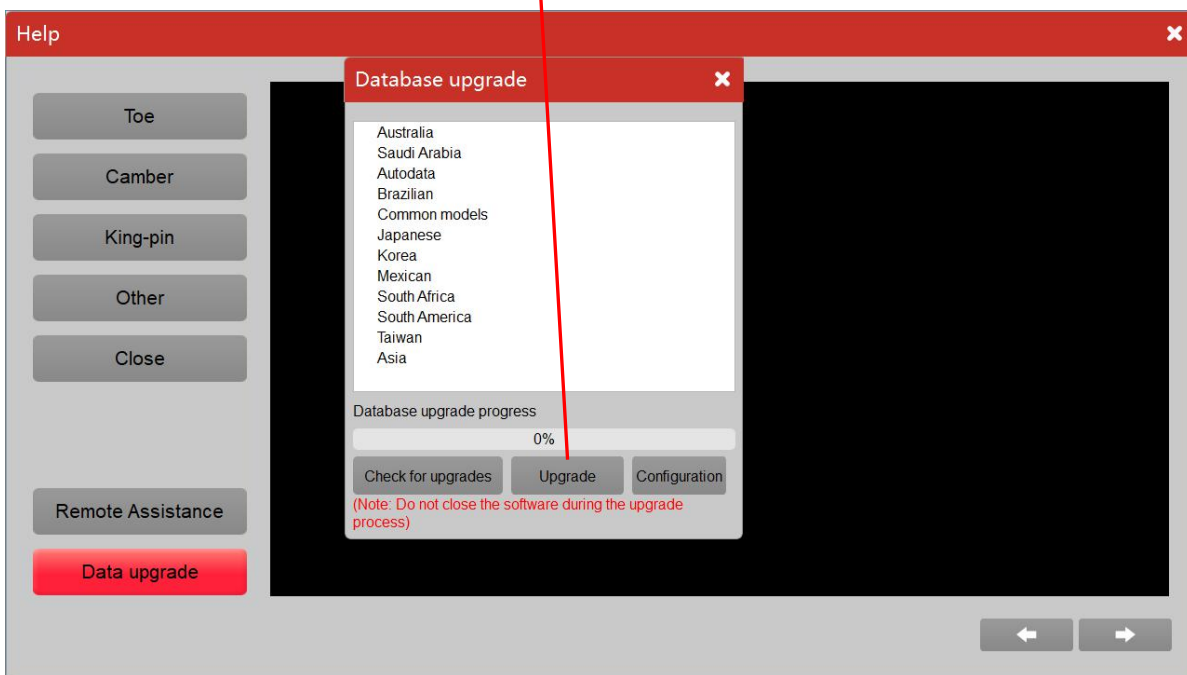 Help
Database upgrade
Toe
Camber
King-pin
Other
Close
Remote Assistance
Data upgrade
Australia
Saudi Arabia
Autodata
Brazilian
Common models
Japanese
Korea
Mexican
South Africa
South America
Taiwan
Asia
Database upgrade progress
0%
Check for upgrades Upgrade Configuration
(Note: Do not close the software during the upgrade
process)